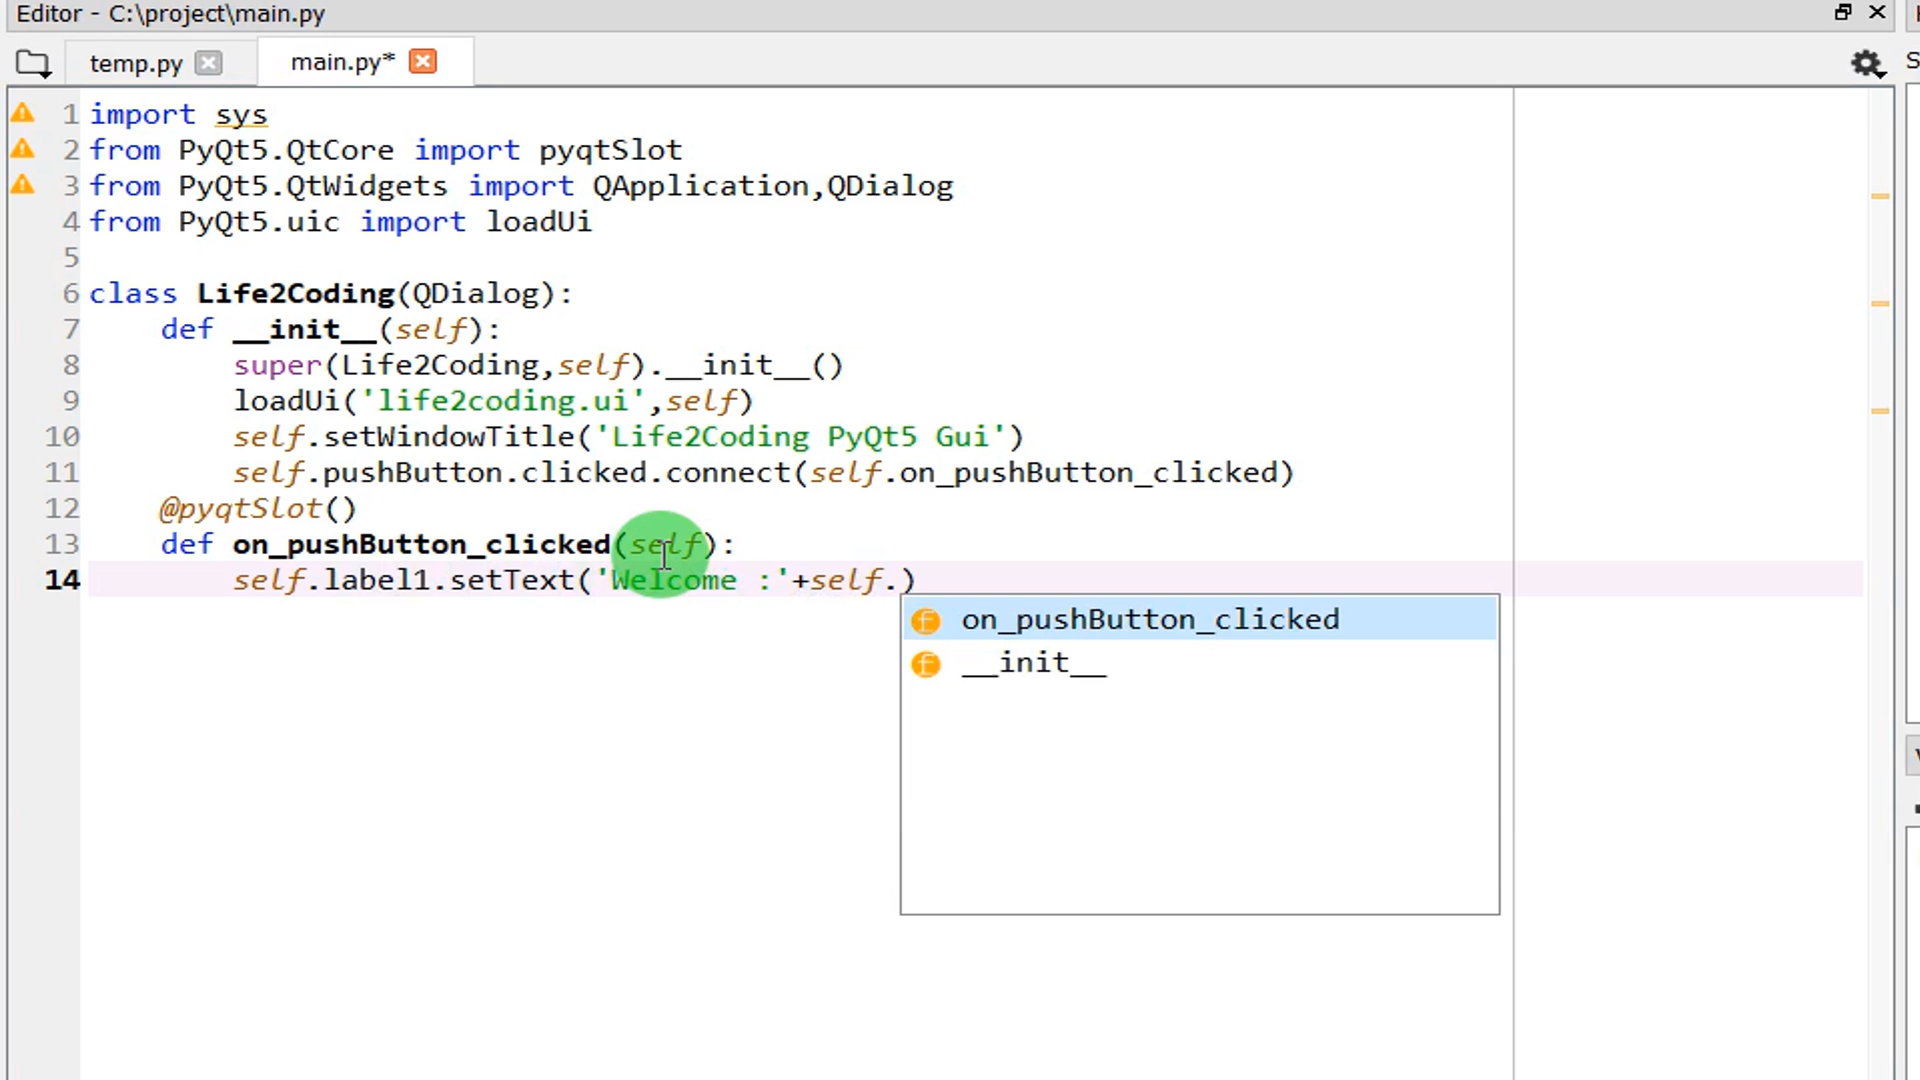 Editor - C:\project\main.py
temp.py main.py*
1 import sys
2 from PyQt5.QtCore import pyqtSlot
3 from PyQt5.QtWidgets import QApplication,QDialog
4 from PyQt5.uic import loadUi
5
6 class Life2Coding(QDialog):
7 def __init__(self):
8 super(Life2Coding,self).__init__()
9 loadUi('life2coding.ui',self)
10 self.setWindowTitle('Life2Coding PyQt5 Gui')
11 self.pushButton.clicked.connect(self.on_pushButton_clicked)
12 @pyqtSlot()
13 def on_pushButton_clicked(self):
14 self.label1.setText('Welcome :'+self.)
f on_pushButton_clicked
f __init__